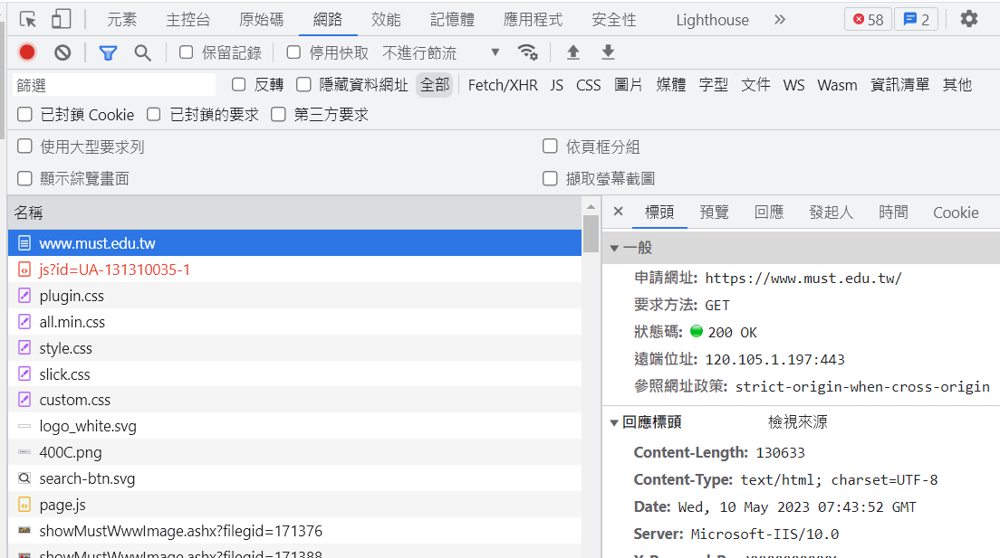 元素 主控台 原始碼 網路 效能 記憶體 應用程式 安全性 Lighthouse 58 2
保留記錄 停用快取 不進行節流
篩選 反轉 隱藏資料網址 全部 Fetch/XHR JS CSS 圖片 媒體 字型 文件 WS Wasm 資訊清單 其他
已封鎖 Cookie 已封鎖的要求 第三方要求
使用大型要求列 依頁框分組
顯示綜覽畫面 擷取螢幕截圖
名稱
www.must.edu.tw
js?id=UA-131310035-1
plugin.css
all.min.css
style.css
slick.css
custom.css
logo_white.svg
400C.png
search-btn.svg
page.js
showMustWwwImage.ashx?filegid=171376
showMustWwwImage.ashx?filegid=171388
標頭 預覽 回應 發起人 時間 Cookie
一般
申請網址: https://www.must.edu.tw/
要求方法: GET
狀態碼: 200 OK
遠端位址: 120.105.1.197:443
參照網址政策: strict-origin-when-cross-origin
回應標頭 檢視來源
Content-Length: 130633
Content-Type: text/html; charset=UTF-8
Date: Wed, 10 May 2023 07:43:52 GMT
Server: Microsoft-IIS/10.0